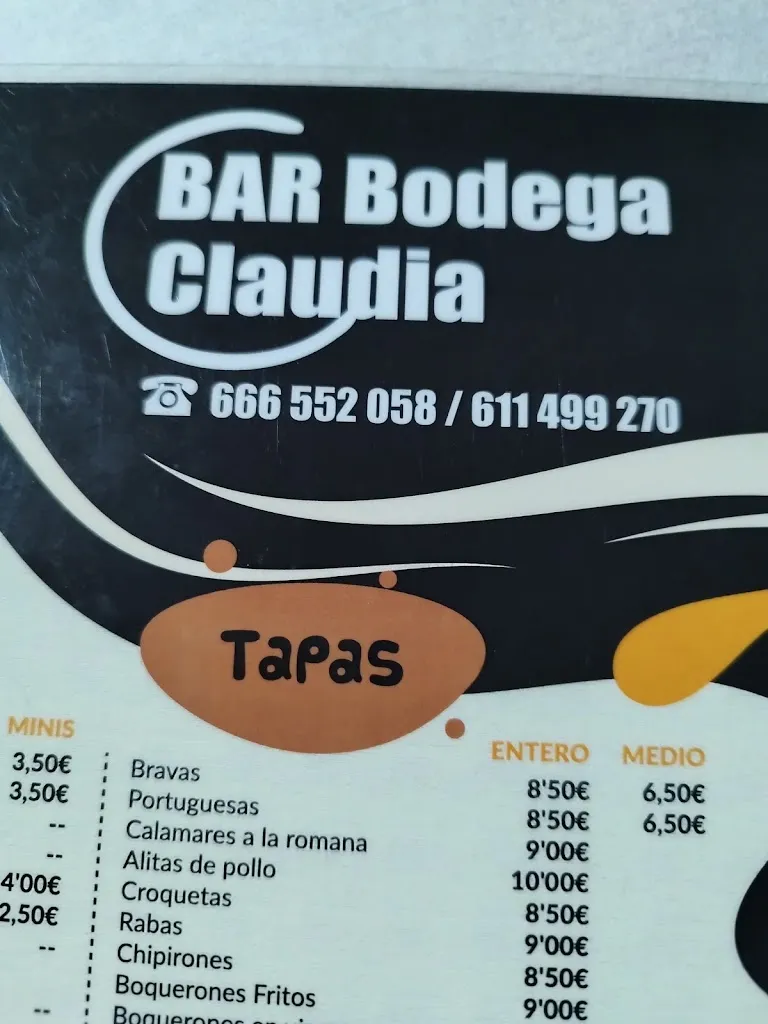 BAR Bodega
Claudia
666 552 058 / 611 499 270
TAPAS
MINIS ENTERO MEDIO
3,50€ Bravas 8'50€ 6,50€
3,50€ Portuguesas 8'50€ 6,50€
-- Calamares a la romana 9'00€
-- Alitas de pollo 10'00€
4'00€ Croquetas 8'50€
2,50€ Rabas 9'00€
-- Chipirones 8'50€
Boquerones Fritos 9'00€
-- Boquerones